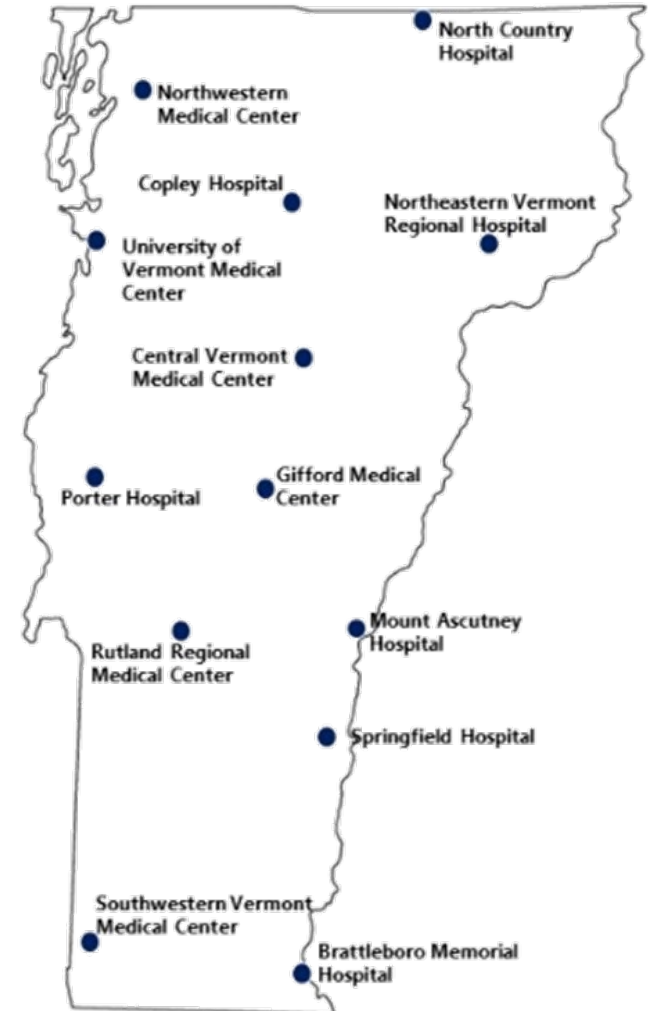 North Country
Hospital
Northwestern
Medical Center
Copley Hospital
Northeastern Vermont
Regional Hospital
University of
Vermont Medical
Center
Central Vermont
Medical Center
Gifford Medical
Center
Porter Hospital
Mount Ascutney
Hospital
Rutland Regional
Medical Center
Springfield Hospital
Southwestern Vermont
Medical Center
Brattleboro Memorial
Hospital